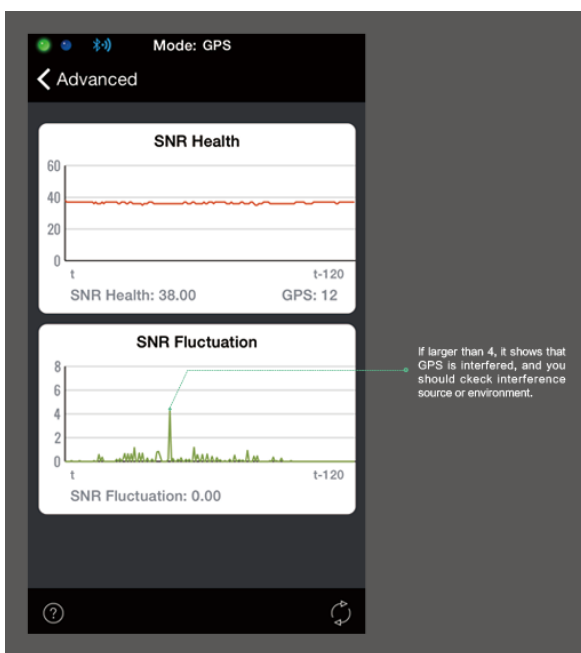 Mode: GPS
Advanced
SNR Health
60
40
20
0
t t-120
SNR Health: 38.00 GPS: 12
SNR Fluctuation
8
6
4
2
0
t t-120
SNR Fluctuation: 0.00
If larger than 4, it shows that
GPS is interfered, and you
should ckeck interference
source or environment.
?